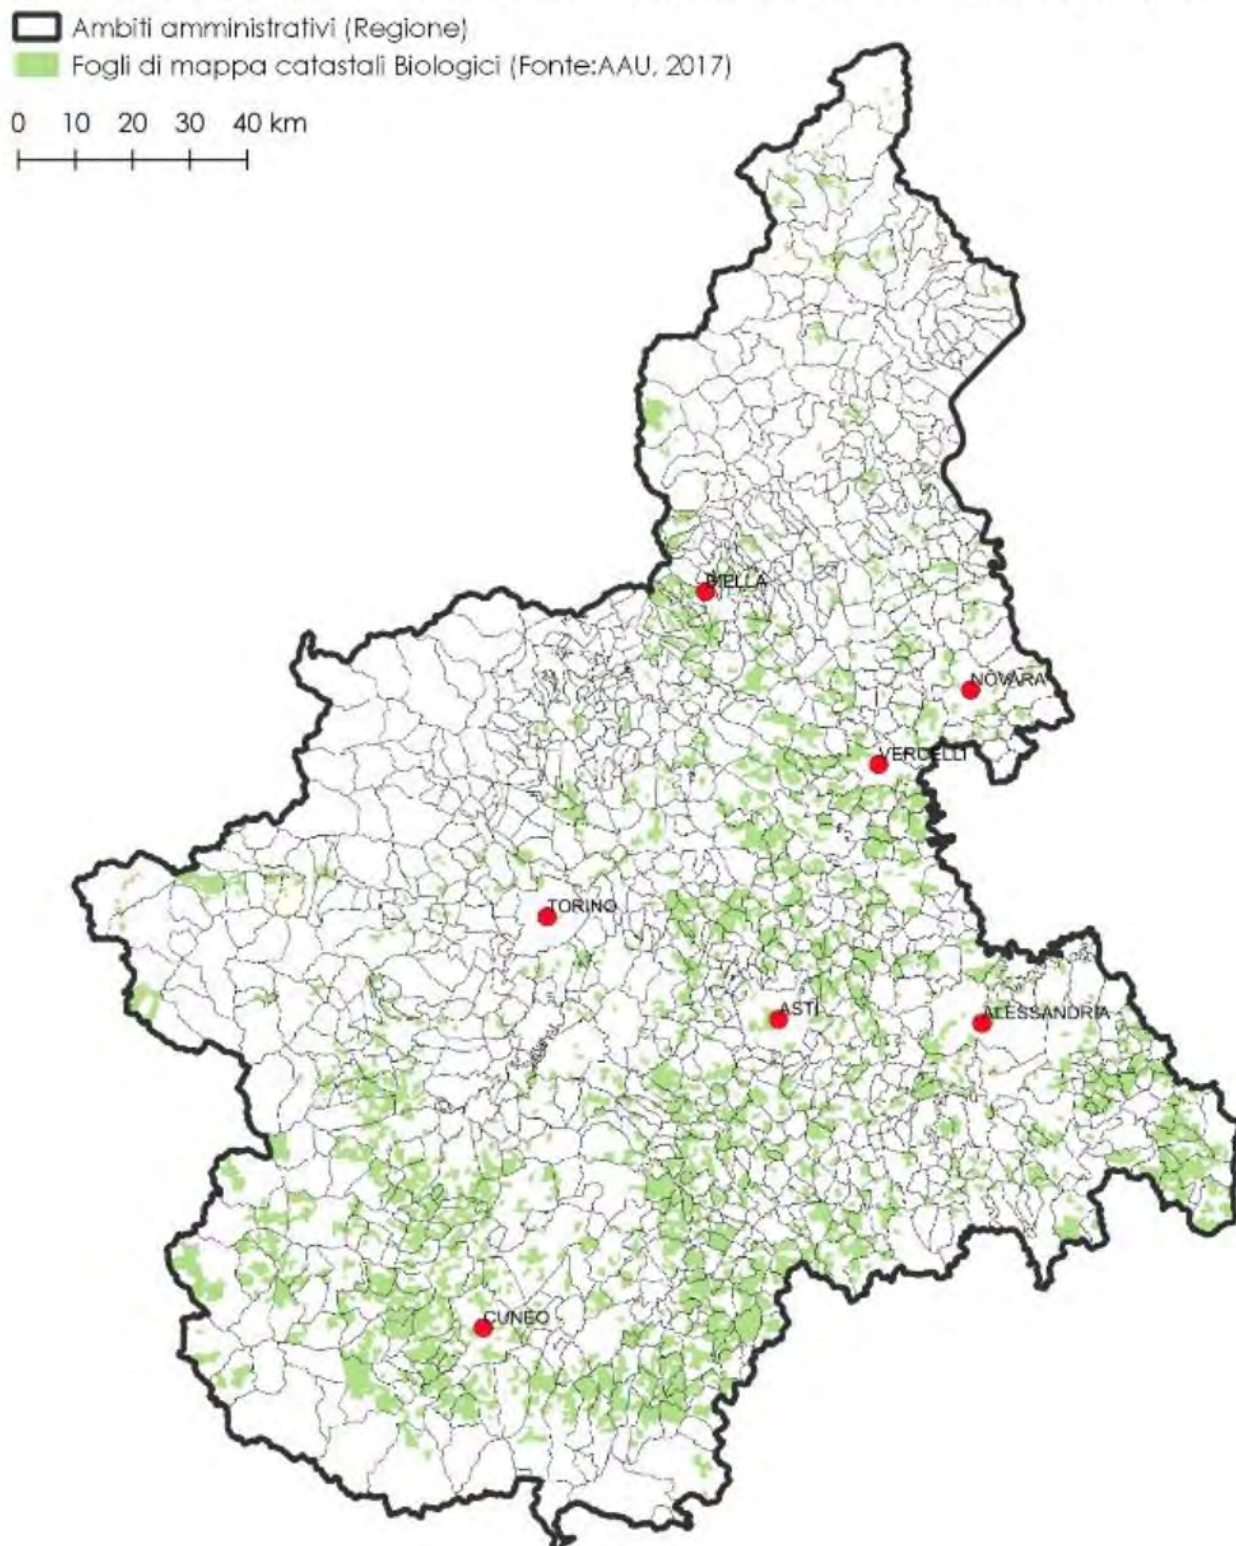 Ambiti amministrativi (Regione)
Fogli di mappa catastali Biologici (Fonte:AAU, 2017)
0 10 20 30 40 km
BIELLA
NOVARA
VERCELLI
TORINO
ASTI
ALESSANDRIA
CUNEO